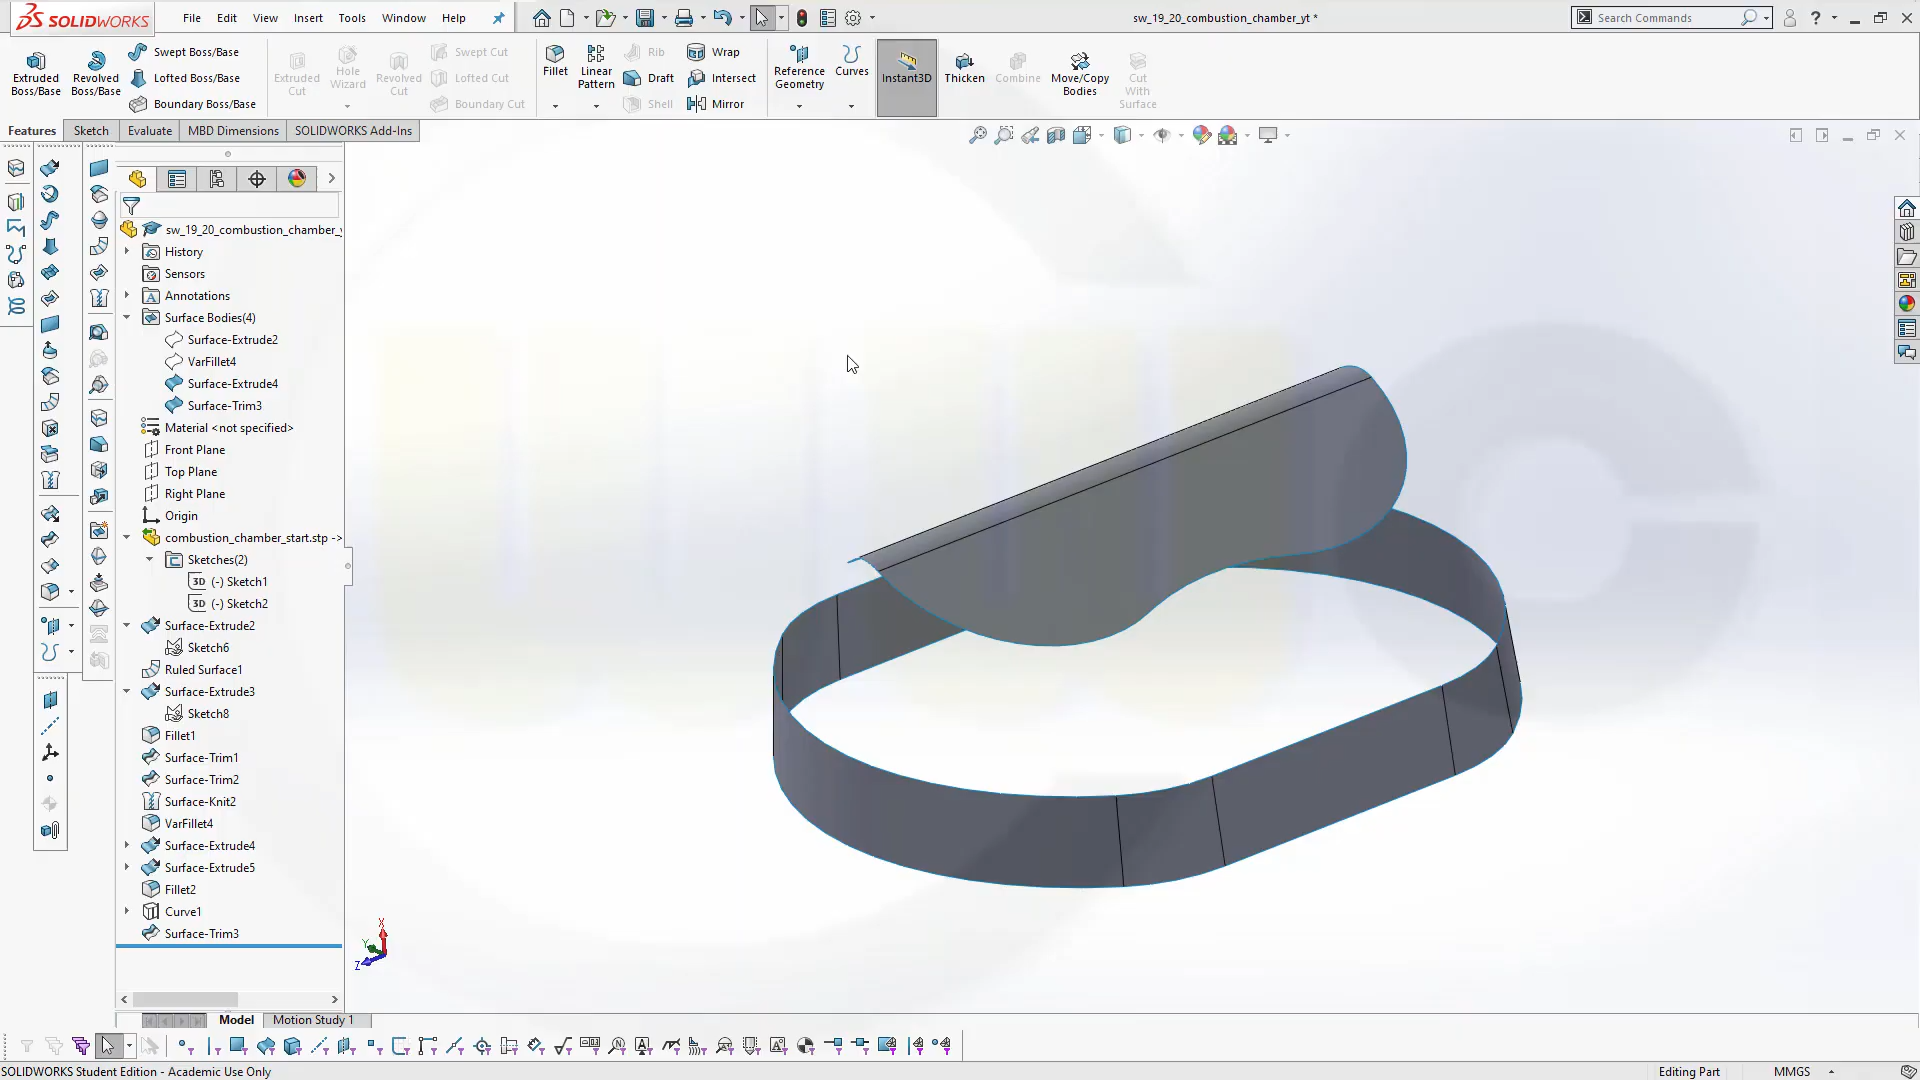 SOLIDWORKS
File Edit View Insert Tools Window Help
sw_19_20_combustion_chamber_yt *
Search Commands
Extruded Boss/Base
Revolved Boss/Base
Swept Boss/Base
Lofted Boss/Base
Boundary Boss/Base
Extruded Cut
Hole Wizard
Revolved Cut
Swept Cut
Lofted Cut
Boundary Cut
Fillet
Linear Pattern
Rib
Draft
Shell
Wrap
Intersect
Mirror
Reference Geometry
Curves
Instant3D
Thicken
Combine
Move/Copy Bodies
Cut With Surface
Features Sketch Evaluate MBD Dimensions SOLIDWORKS Add-Ins
sw_19_20_combustion_chamber_y
History
Sensors
Annotations
Surface Bodies(4)
Surface-Extrude2
VarFillet4
Surface-Extrude4
Surface-Trim3
Material <not specified>
Front Plane
Top Plane
Right Plane
Origin
combustion_chamber_start.stp ->
Sketches(2)
3D (-) Sketch1
3D (-) Sketch2
Surface-Extrude2
Sketch6
Ruled Surface1
Surface-Extrude3
Sketch8
Fillet1
Surface-Trim1
Surface-Trim2
Surface-Knit2
VarFillet4
Surface-Extrude4
Surface-Extrude5
Fillet2
Curve1
Surface-Trim3
X
Y
Z
Model Motion Study 1
SOLIDWORKS Student Edition - Academic Use Only
Editing Part
MMGS